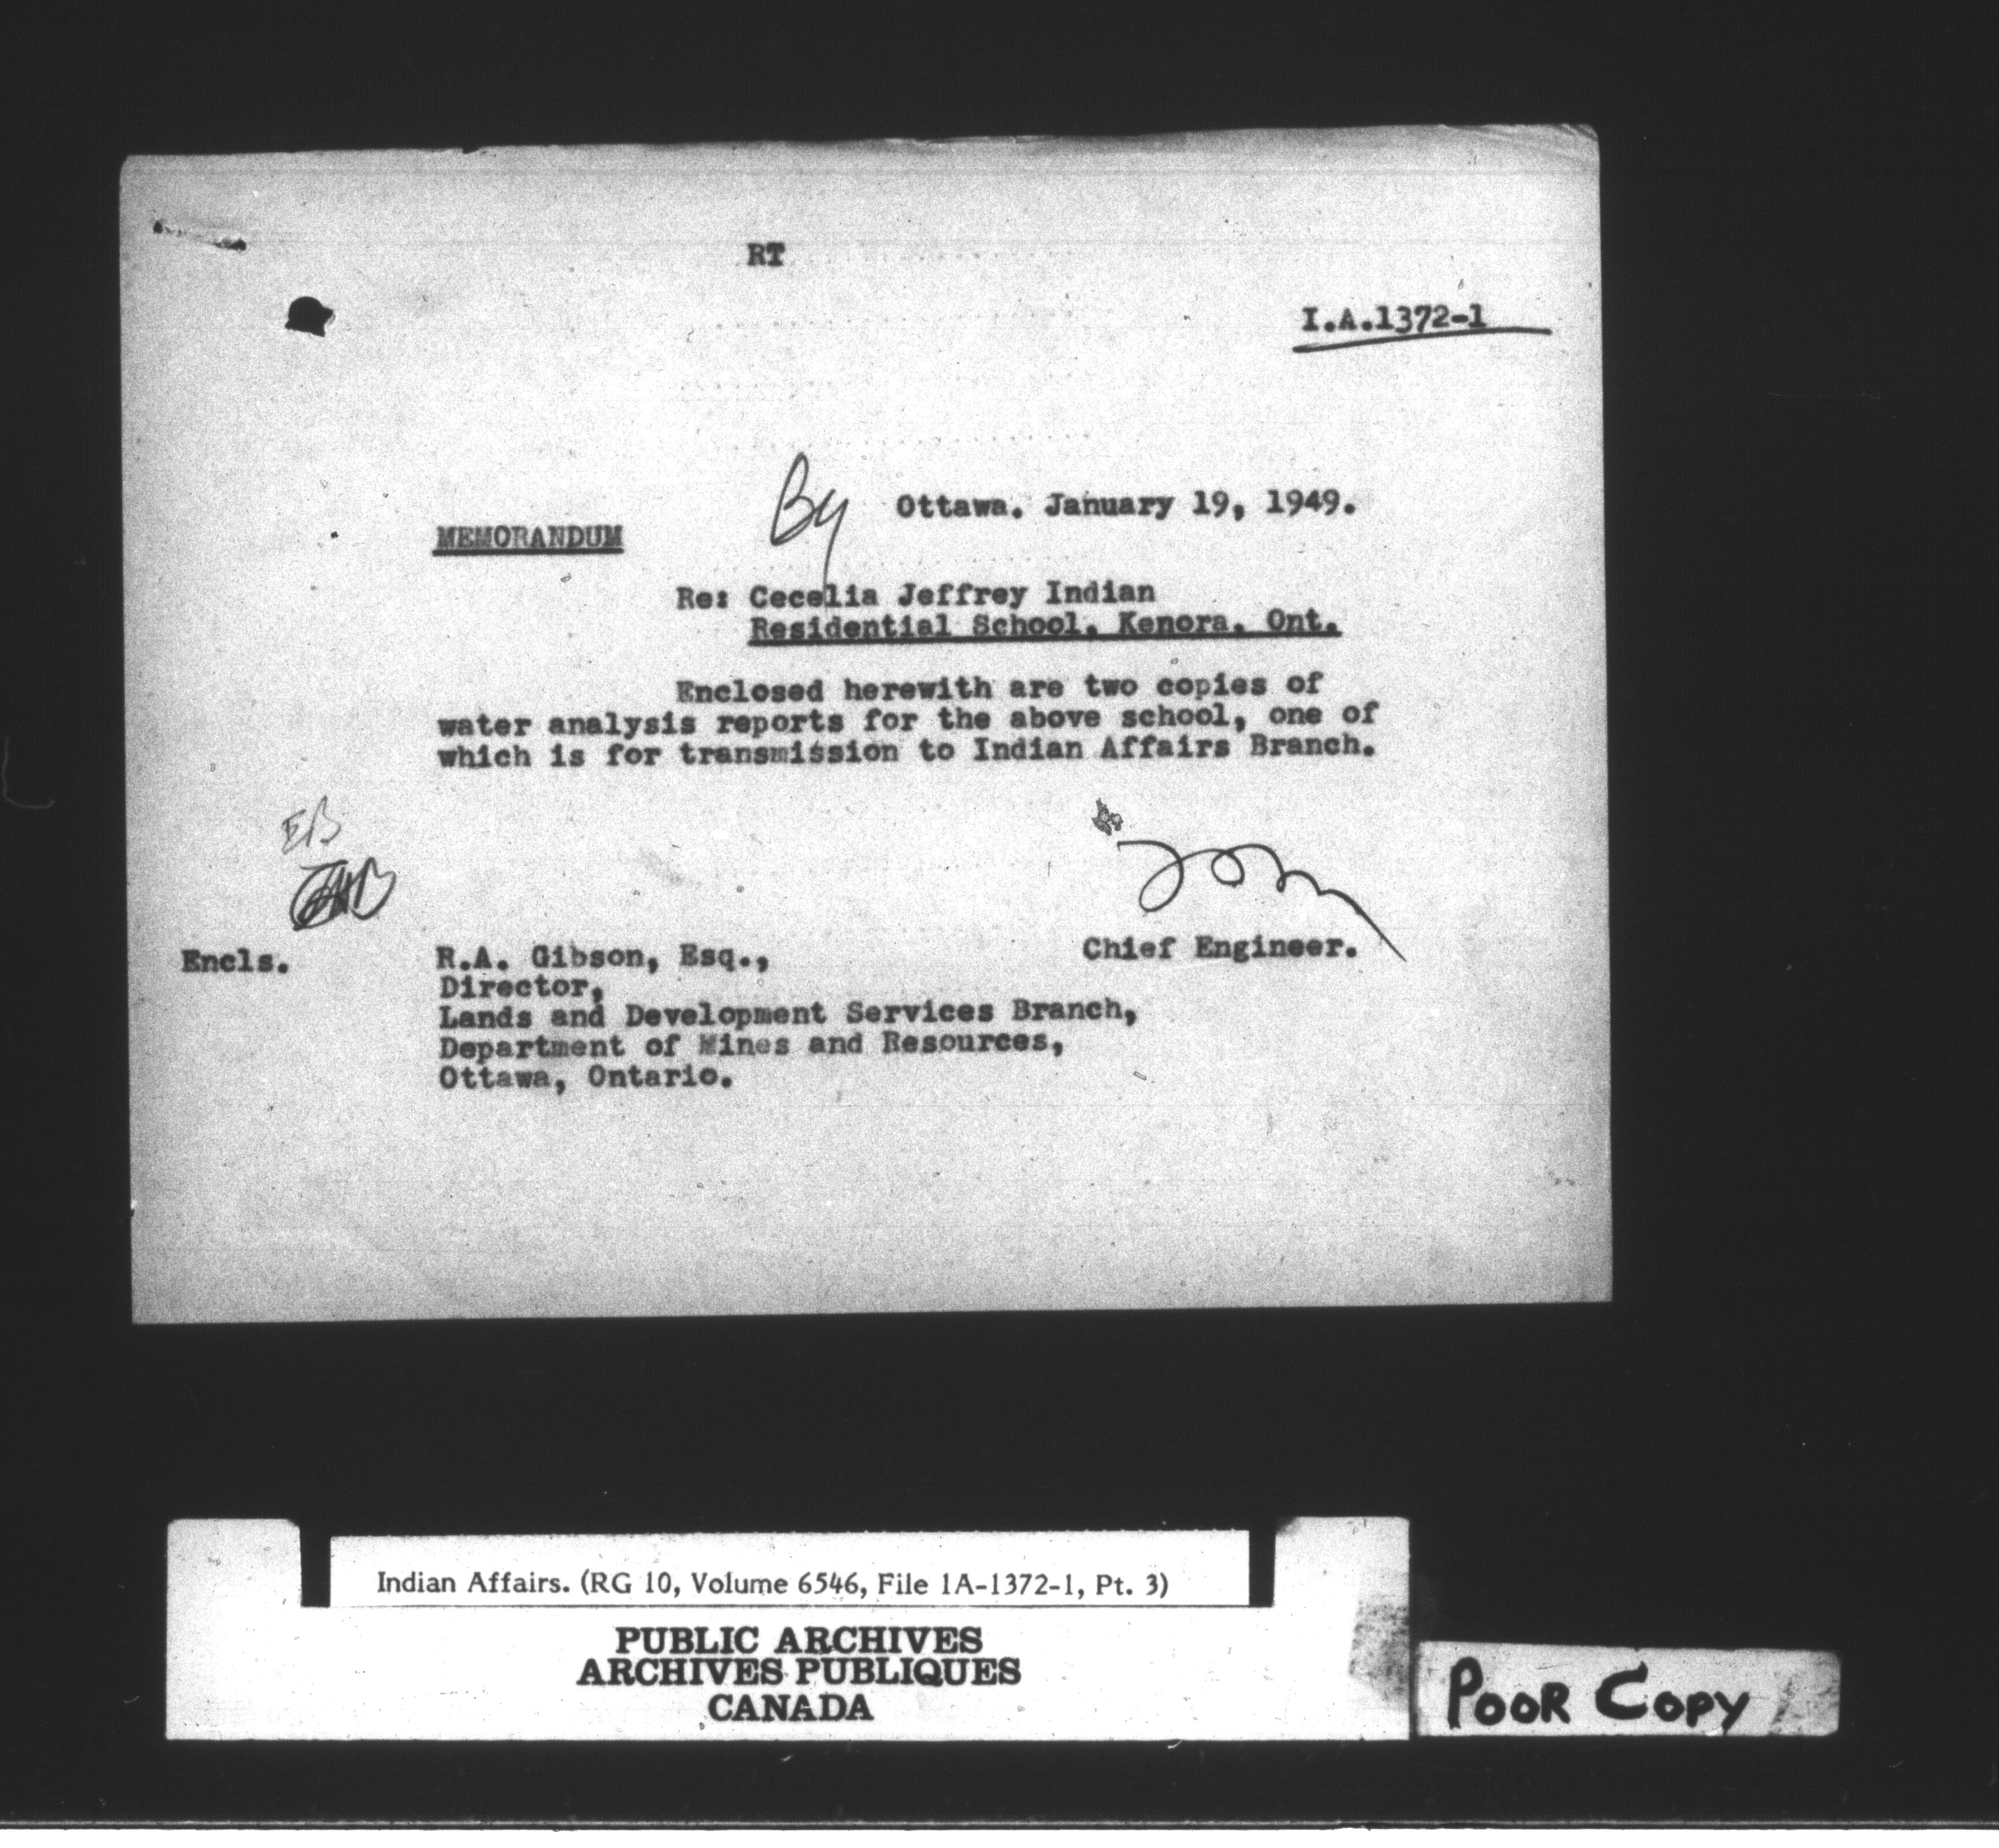 RT
I.A.1372-1
By
Ottawa. January 19, 1949.
MEMORANDUM
Re: Cecelia Jeffrey Indian
Residential School, Kenora, Ont.
Enclosed herewith are two copies of
water analysis reports for the above school, one of
which is for transmission to Indian Affairs Branch.
EB
Chief Engineer.
Encls.
R.A. Gibson, Esq.,
Director,
Lands and Development Services Branch,
Department of Mines and Resources,
Ottawa, Ontario.
Indian Affairs. (RG 10, Volume 6546, File 1A-1372-1, Pt. 3)
PUBLIC ARCHIVES
ARCHIVES PUBLIQUES
CANADA
POOR COPY